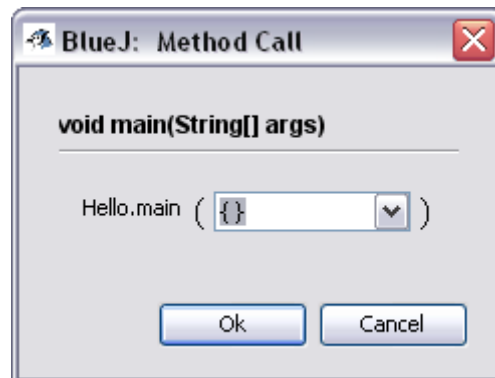 BlueJ: Method Call
void main(String[] args)
Hello.main ( {} )
Ok Cancel